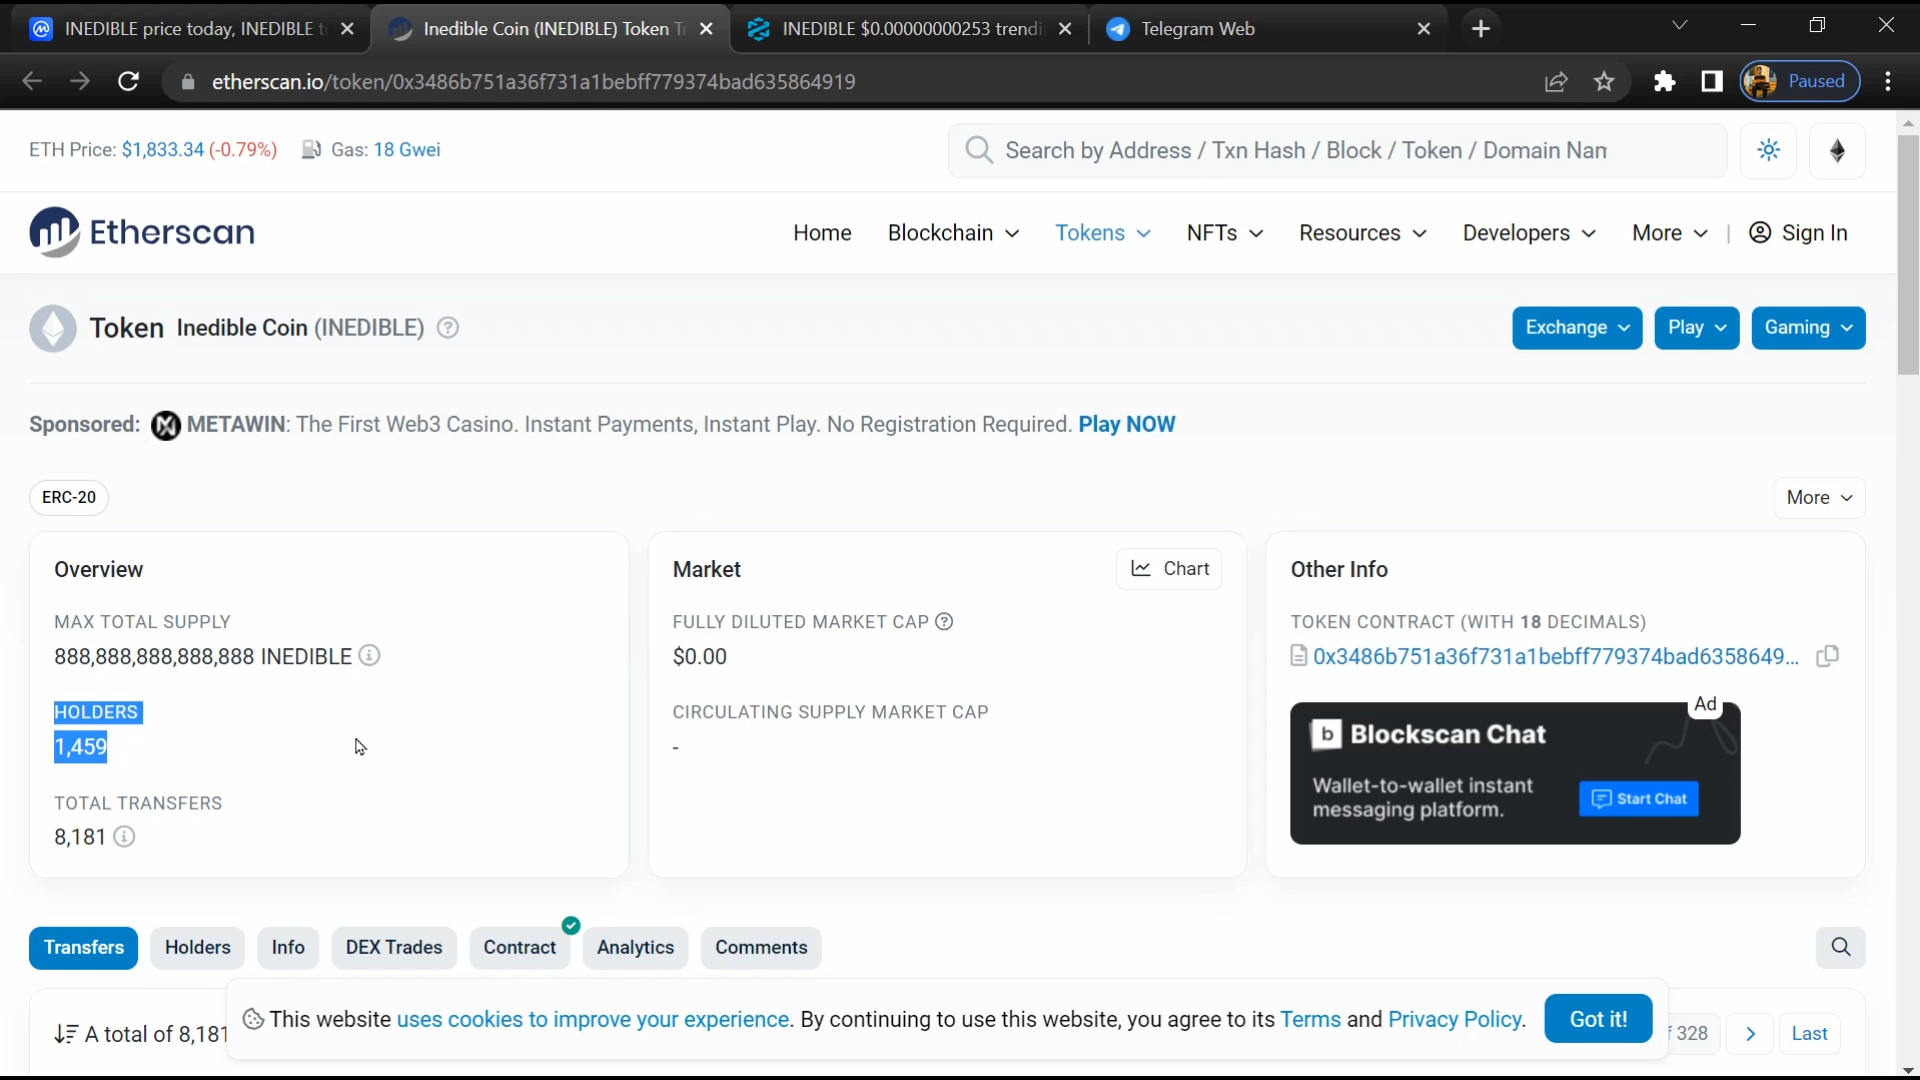 INEDIBLE price today, INEDIBLE t
Inedible Coin (INEDIBLE) Token Tr
INEDIBLE $0.00000000253 trendi
Telegram Web
etherscan.io/token/0x3486b751a36f731a1bebff779374bad635864919
Paused
ETH Price: $1,833.34 (-0.79%) Gas: 18 Gwei
Search by Address / Txn Hash / Block / Token / Domain Nam
Etherscan
Home Blockchain Tokens NFTs Resources Developers More | Sign In
Token Inedible Coin (INEDIBLE)
Exchange Play Gaming
Sponsored: METAWIN: The First Web3 Casino. Instant Payments, Instant Play. No Registration Required. Play NOW
ERC-20
More
Overview
MAX TOTAL SUPPLY
888,888,888,888,888 INEDIBLE
HOLDERS
1,459
TOTAL TRANSFERS
8,181
Market
Chart
FULLY DILUTED MARKET CAP
$0.00
CIRCULATING SUPPLY MARKET CAP
-
Other Info
TOKEN CONTRACT (WITH 18 DECIMALS)
0x3486b751a36f731a1bebff779374bad6358649...
Ad
b Blockscan Chat
Wallet-to-wallet instant
messaging platform.
Start Chat
Transfers Holders Info DEX Trades Contract Analytics Comments
A total of 8,181
This website uses cookies to improve your experience. By continuing to use this website, you agree to its Terms and Privacy Policy.
Got it!
f 328
Last